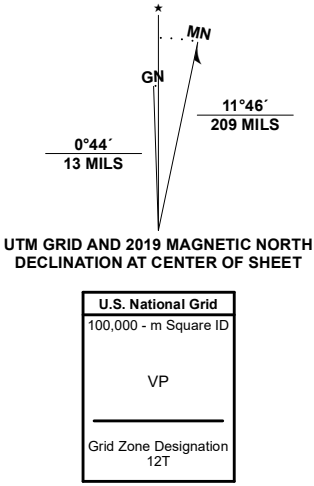 ★
MN
GN
11°46´
209 MILS
0°44´
13 MILS
UTM GRID AND 2019 MAGNETIC NORTH
DECLINATION AT CENTER OF SHEET
U.S. National Grid
100,000 - m Square ID
VP
Grid Zone Designation
12T